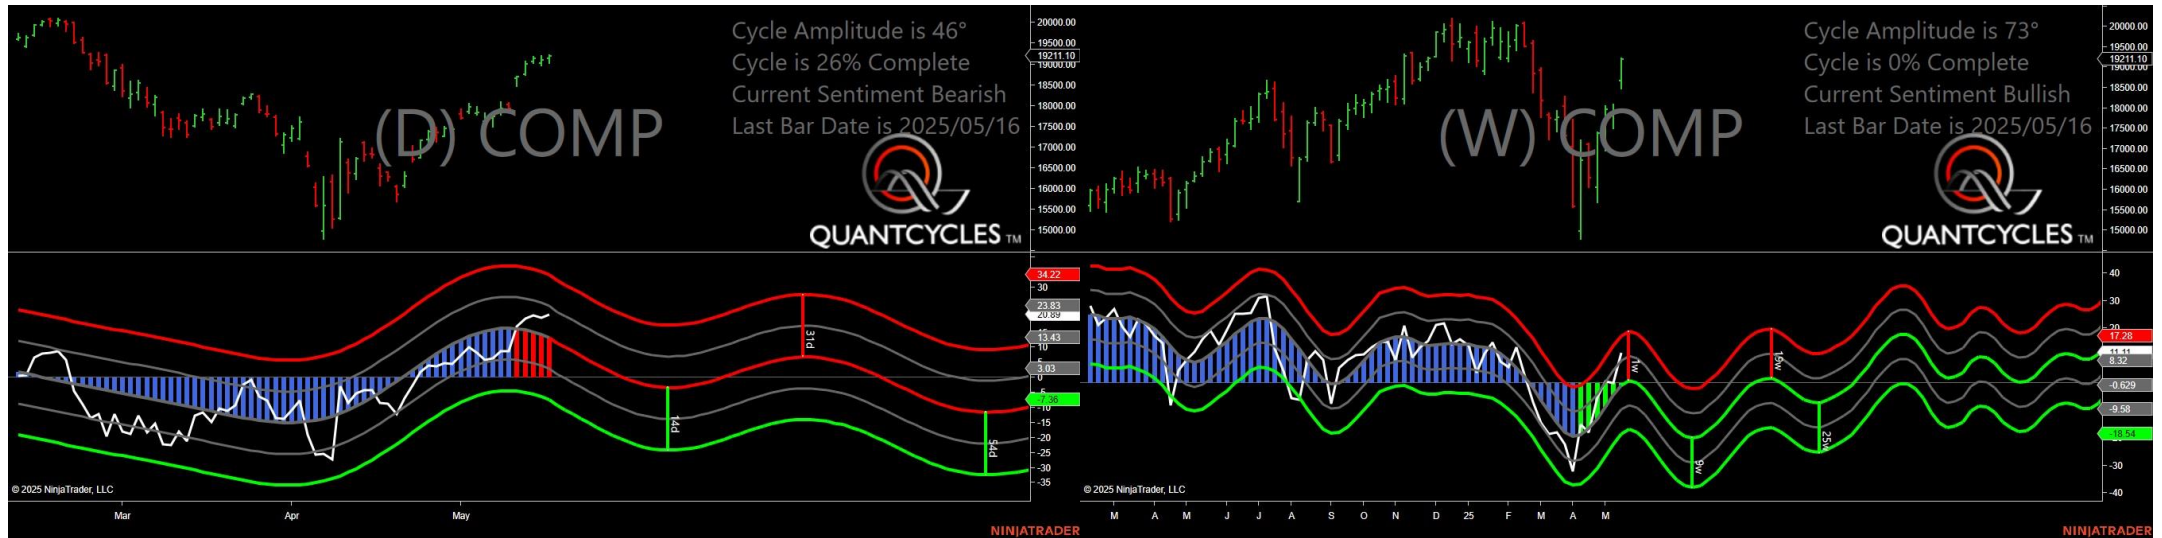 Cycle Amplitude is 46°
Cycle is 26% Complete
Current Sentiment Bearish
Last Bar Date is 2025/05/16
(D) COMP
QUANTCYCLES TM
20000.00
19500.00
19211.10
19000.00
18500.00
18000.00
17500.00
17000.00
16500.00
16000.00
15500.00
15000.00
34.22
30
23.83
20.89
13.43
10
5
3.03
0
-5
-7.36
-10
-15
-20
-25
-30
-35
31d
14d
54d
© 2025 NinjaTrader, LLC
Mar
Apr
May
NINJATRADER
Cycle Amplitude is 73°
Cycle is 0% Complete
Current Sentiment Bullish
Last Bar Date is 2025/05/16
(W) COMP
QUANTCYCLES TM
20000.00
19500.00
19211.10
19000.00
18500.00
18000.00
17500.00
17000.00
16500.00
16000.00
15500.00
15000.00
40
30
20
17.28
11.11
8.32
-0.629
-9.58
-18.54
-30
-40
1w
16w
9w
25w
© 2025 NinjaTrader, LLC
M
A
M
J
J
A
S
O
N
D
25
F
M
A
M
NINJATRADER